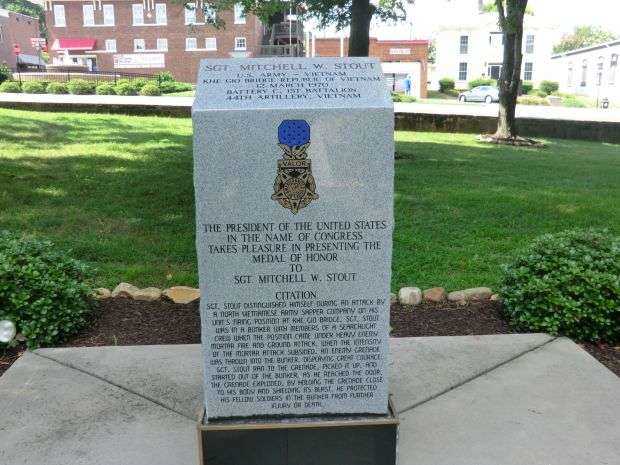 SGT. MITCHELL W. STOUT
U.S. ARMY - VIETNAM
KHE GIO BRIDGE REPUBLIC OF VIETNAM
12 MARCH 1970
BATTERY C, 1ST BATTALION
44TH ARTILLERY, VIETNAM
VALOR
THE PRESIDENT OF THE UNITED STATES
IN THE NAME OF CONGRESS
TAKES PLEASURE IN PRESENTING THE
MEDAL OF HONOR
TO
SGT MITCHELL W. STOUT
CITATION
SGT. STOUT DISTINGUISHED HIMSELF DURING AN ATTACK BY
A NORTH VIETNAMESE ARMY SAPPER COMPANY ON HIS
UNIT'S FIRING POSITION AT KHE GIO BRIDGE. SGT. STOUT
WAS IN A BUNKER WITH MEMBERS OF A SEARCHLIGHT
CREW WHEN THE POSITION CAME UNDER HEAVY ENEMY
MORTAR FIRE AND GROUND ATTACK. WHEN THE INTENSITY
OF THE MORTAR ATTACK SUBSIDED, AN ENEMY GRENADE
WAS THROWN INTO THE BUNKER. DISPLAYING GREAT COURAGE,
SGT. STOUT RAN TO THE GRENADE, PICKED IT UP, AND
STARTED OUT OF THE BUNKER. AS HE REACHED THE DOOR,
THE GRENADE EXPLODED. BY HOLDING THE GRENADE CLOSE
TO HIS BODY AND SHIELDING ITS BLAST, HE PROTECTED
HIS FELLOW SOLDIERS IN THE BUNKER FROM FURTHER
INJURY OR DEATH.